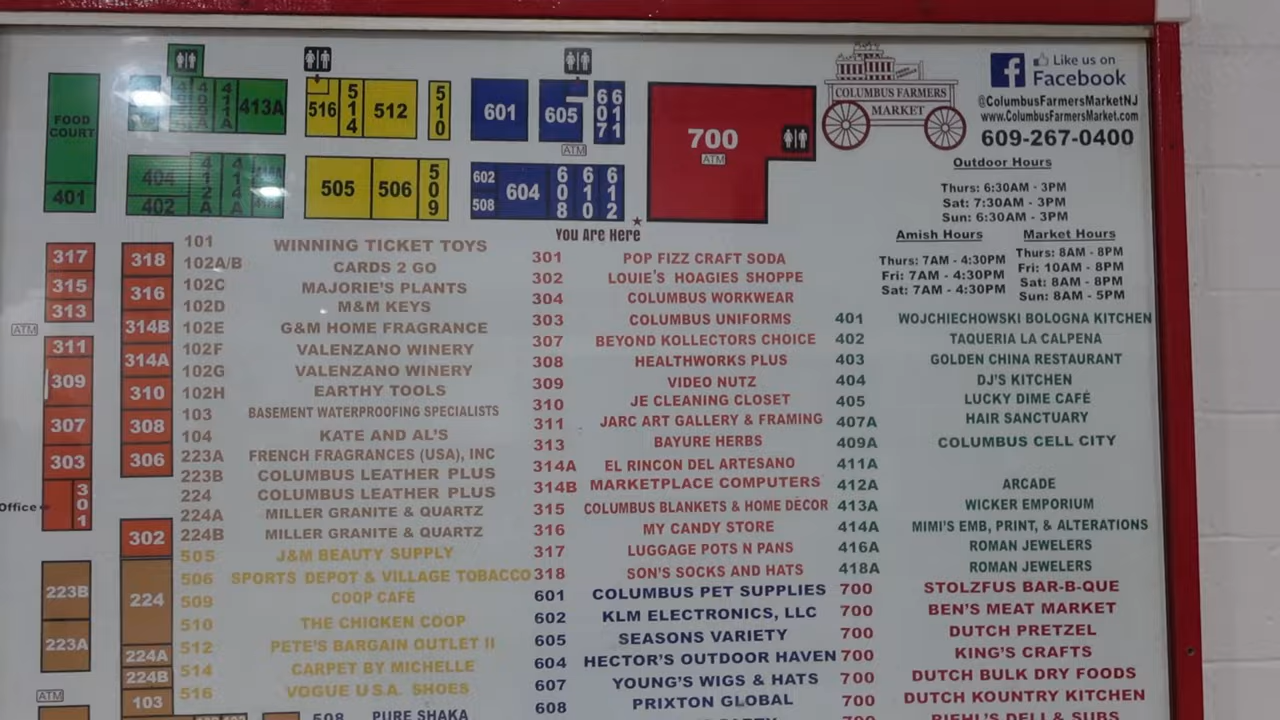 FOOD COURT
401
413A
404
402
516
514
512
510
505
506
509
601
605
607
611
ATM
602
508
604
608
610
612
700
ATM
You Are Here
COLUMBUS FARMERS
MARKET
Like us on
Facebook
@ColumbusFarmersMarketNJ
www.ColumbusFarmersMarket.com
609-267-0400
Outdoor Hours
Thurs: 6:30AM - 3PM
Sat: 7:30AM - 3PM
Sun: 6:30AM - 3PM
Amish Hours
Thurs: 7AM - 4:30PM
Fri: 7AM - 4:30PM
Sat: 7AM - 4:30PM
Market Hours
Thurs: 8AM - 8PM
Fri: 10AM - 8PM
Sat: 8AM - 8PM
Sun: 8AM - 5PM
317
315
313
ATM
311
309
307
303
301
Office
223B
223A
ATM
318
316
314B
314A
310
308
306
302
224
224A
224B
103
101 WINNING TICKET TOYS
102A/B CARDS 2 GO
102C MAJORIE'S PLANTS
102D M&M KEYS
102E G&M HOME FRAGRANCE
102F VALENZANO WINERY
102G VALENZANO WINERY
102H EARTHY TOOLS
103 BASEMENT WATERPROOFING SPECIALISTS
104 KATE AND AL'S
223A FRENCH FRAGRANCES (USA), INC
223B COLUMBUS LEATHER PLUS
224 COLUMBUS LEATHER PLUS
224A MILLER GRANITE & QUARTZ
224B MILLER GRANITE & QUARTZ
505 J&M BEAUTY SUPPLY
506 SPORTS DEPOT & VILLAGE TOBACCO
509 COOP CAFÉ
510 THE CHICKEN COOP
512 PETE'S BARGAIN OUTLET II
514 CARPET BY MICHELLE
516 VOGUE U.S.A. SHOES
508 PURE SHAKA
301 POP FIZZ CRAFT SODA
302 LOUIE'S HOAGIES SHOPPE
304 COLUMBUS WORKWEAR
303 COLUMBUS UNIFORMS
307 BEYOND KOLLECTORS CHOICE
308 HEALTHWORKS PLUS
309 VIDEO NUTZ
310 JE CLEANING CLOSET
311 JARC ART GALLERY & FRAMING
313 BAYURE HERBS
314A EL RINCON DEL ARTESANO
314B MARKETPLACE COMPUTERS
315 COLUMBUS BLANKETS & HOME DÉCOR
316 MY CANDY STORE
317 LUGGAGE POTS N PANS
318 SON'S SOCKS AND HATS
601 COLUMBUS PET SUPPLIES
602 KLM ELECTRONICS, LLC
605 SEASONS VARIETY
604 HECTOR'S OUTDOOR HAVEN
607 YOUNG'S WIGS & HATS
608 PRIXTON GLOBAL
401 WOJCHIECHOWSKI BOLOGNA KITCHEN
402 TAQUERIA LA CALPENA
403 GOLDEN CHINA RESTAURANT
404 DJ'S KITCHEN
405 LUCKY DIME CAFÉ
407A HAIR SANCTUARY
409A COLUMBUS CELL CITY
411A
412A ARCADE
413A WICKER EMPORIUM
414A MIMI'S EMB, PRINT, & ALTERATIONS
416A ROMAN JEWELERS
418A ROMAN JEWELERS
700 STOLZFUS BAR-B-QUE
700 BEN'S MEAT MARKET
700 DUTCH PRETZEL
700 KING'S CRAFTS
700 DUTCH BULK DRY FOODS
700 DUTCH KOUNTRY KITCHEN
700 RIEHL'S DELI & SUBS